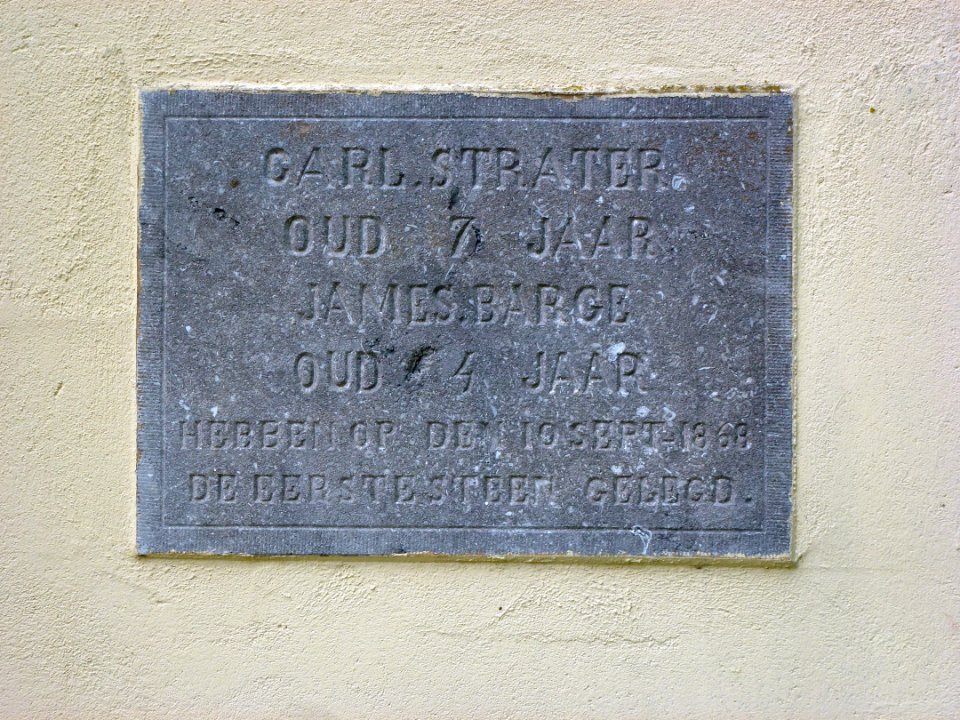 CARL. STRATER
OUD 7 JAAR
JAMES. BARGE
OUD 4 JAAR
HEBBEN OP DEN 10 SEPT-1868
DE EERSTE STEEN GELEGD.